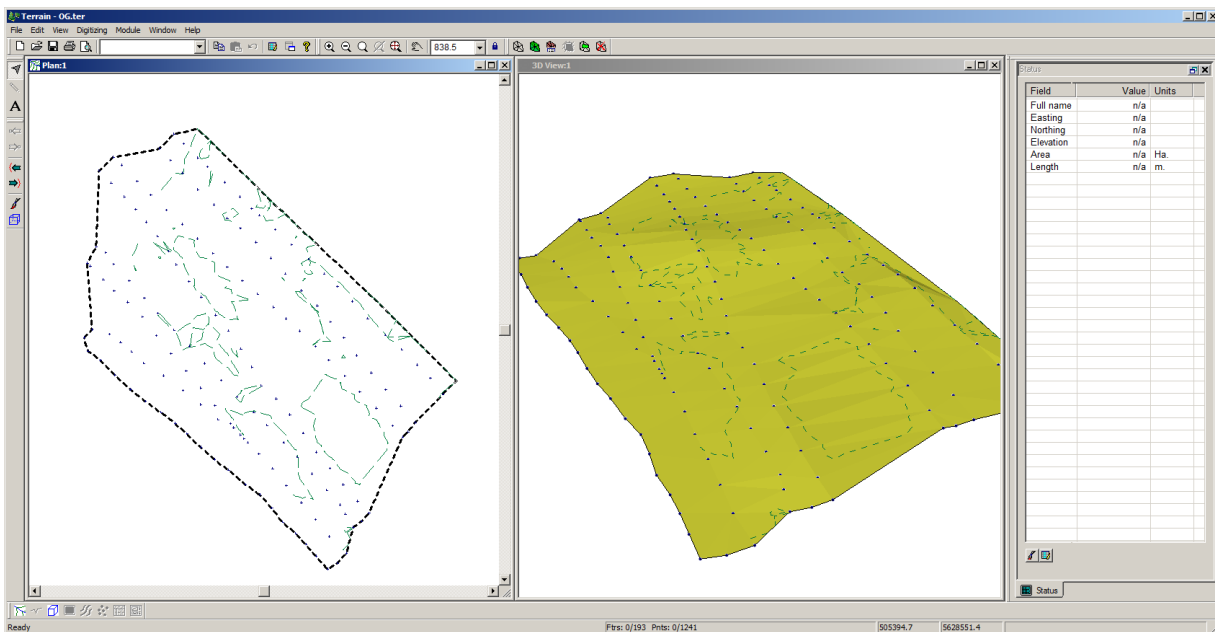 Terrain - OG.ter
File Edit View Digitizing Module Window Help
838.5
A
Plan:1
3D View:1
Status
Field Value Units
Full name n/a
Easting n/a
Northing n/a
Elevation n/a
Area n/a Ha.
Length n/a m.
Status
Ready Ftrs: 0/193 Pnts: 0/1241 505394.7 5628551.4